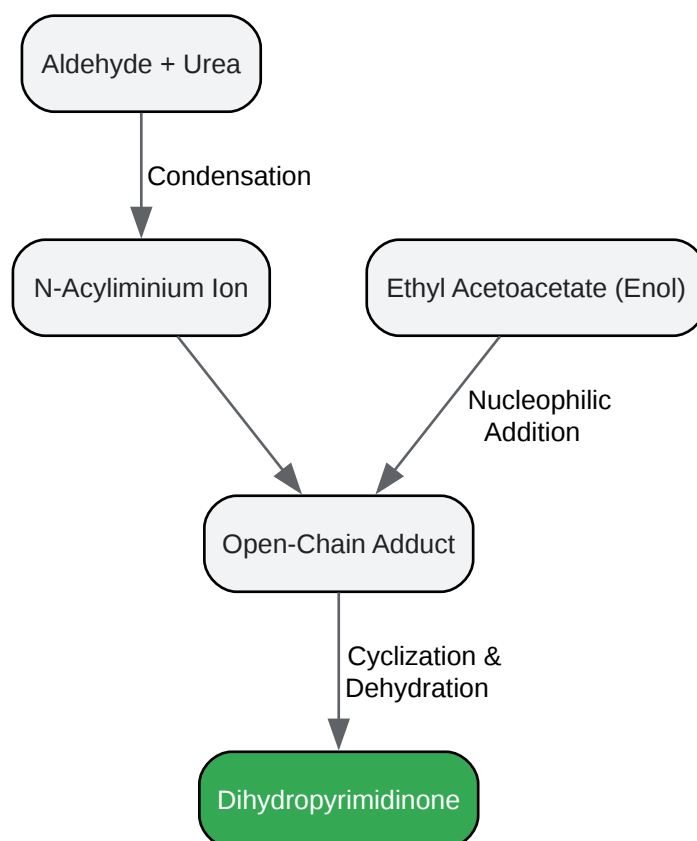 Aldehyde + Urea
Condensation
N-Acyliminium Ion
Ethyl Acetoacetate (Enol)
Nucleophilic
Addition
Open-Chain Adduct
Cyclization &
Dehydration
Dihydropyrimidinone